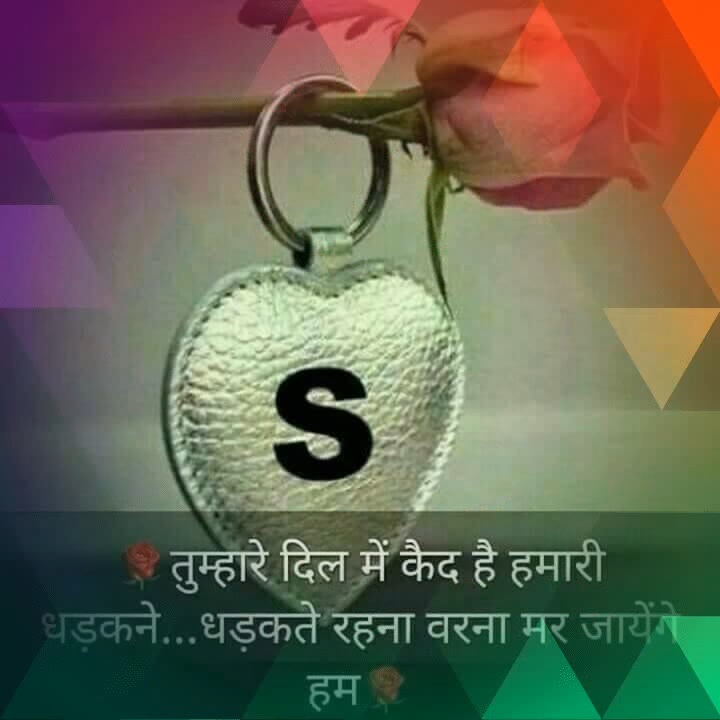 S
🌹 तुम्हारे दिल में कैद है हमारी
धड़कने...धड़कते रहना वरना मर जायेंगे
हम🌹